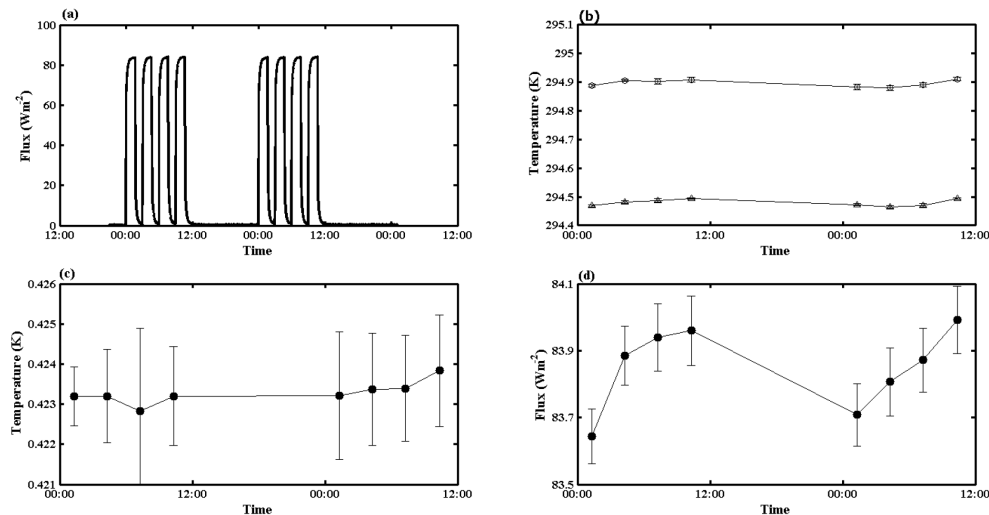 (a)
100
80
60
40
20
0
Flux (Wm-2)
12:00 00:00 12:00 00:00 12:00 00:00 12:00
Time
(b)
295.1
295
294.9
294.8
294.7
294.6
294.5
294.4
Temperature (K)
00:00 12:00 00:00 12:00
Time
(c)
0.426
0.425
0.424
0.423
0.422
0.421
Temperature (K)
00:00 12:00 00:00 12:00
Time
(d)
84.1
83.9
83.7
83.5
Flux (Wm-2)
00:00 12:00 00:00 12:00
Time